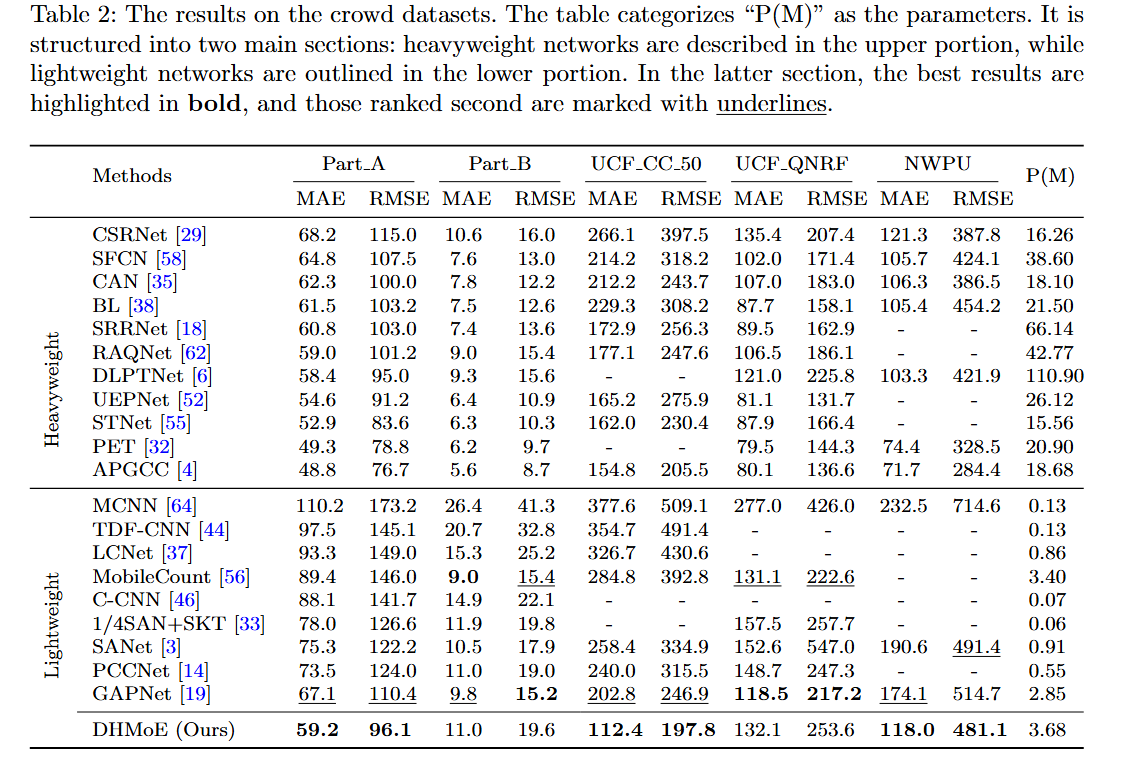 Table 2: The results on the crowd datasets. The table categorizes “P(M)” as the parameters. It is
structured into two main sections: heavyweight networks are described in the upper portion, while
lightweight networks are outlined in the lower portion. In the latter section, the best results are
highlighted in bold, and those ranked second are marked with underlines.
Methods Part_A Part_B UCF_CC_50 UCF_QNRF NWPU P(M)
MAE RMSE MAE RMSE MAE RMSE MAE RMSE MAE RMSE
Heavyweight
CSRNet [29] 68.2 115.0 10.6 16.0 266.1 397.5 135.4 207.4 121.3 387.8 16.26
SFCN [58] 64.8 107.5 7.6 13.0 214.2 318.2 102.0 171.4 105.7 424.1 38.60
CAN [35] 62.3 100.0 7.8 12.2 212.2 243.7 107.0 183.0 106.3 386.5 18.10
BL [38] 61.5 103.2 7.5 12.6 229.3 308.2 87.7 158.1 105.4 454.2 21.50
SRRNet [18] 60.8 103.0 7.4 13.6 172.9 256.3 89.5 162.9 - - 66.14
RAQNet [62] 59.0 101.2 9.0 15.4 177.1 247.6 106.5 186.1 - - 42.77
DLPTNet [6] 58.4 95.0 9.3 15.6 - - 121.0 225.8 103.3 421.9 110.90
UEPNet [52] 54.6 91.2 6.4 10.9 165.2 275.9 81.1 131.7 - - 26.12
STNet [55] 52.9 83.6 6.3 10.3 162.0 230.4 87.9 166.4 - - 15.56
PET [32] 49.3 78.8 6.2 9.7 - - 79.5 144.3 74.4 328.5 20.90
APGCC [4] 48.8 76.7 5.6 8.7 154.8 205.5 80.1 136.6 71.7 284.4 18.68
Lightweight
MCNN [64] 110.2 173.2 26.4 41.3 377.6 509.1 277.0 426.0 232.5 714.6 0.13
TDF-CNN [44] 97.5 145.1 20.7 32.8 354.7 491.4 - - - - 0.13
LCNet [37] 93.3 149.0 15.3 25.2 326.7 430.6 - - - - 0.86
MobileCount [56] 89.4 146.0 9.0 15.4 284.8 392.8 131.1 222.6 - - 3.40
C-CNN [46] 88.1 141.7 14.9 22.1 - - - - - - 0.07
1/4SAN+SKT [33] 78.0 126.6 11.9 19.8 - - 157.5 257.7 - - 0.06
SANet [3] 75.3 122.2 10.5 17.9 258.4 334.9 152.6 547.0 190.6 491.4 0.91
PCCNet [14] 73.5 124.0 11.0 19.0 240.0 315.5 148.7 247.3 - - 0.55
GAPNet [19] 67.1 110.4 9.8 15.2 202.8 246.9 118.5 217.2 174.1 514.7 2.85
DHMoE (Ours) 59.2 96.1 11.0 19.6 112.4 197.8 132.1 253.6 118.0 481.1 3.68